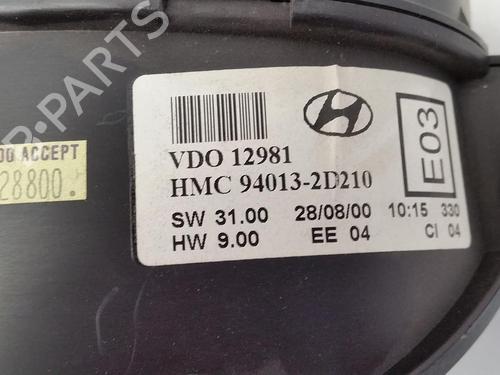 00 ACCEPT
28800.
VDO 12981
HMC 94013-2D210
SW 31.00 28/08/00 10:15 330
HW 9.00 EE 04 CI 04
E03
B-PARTS